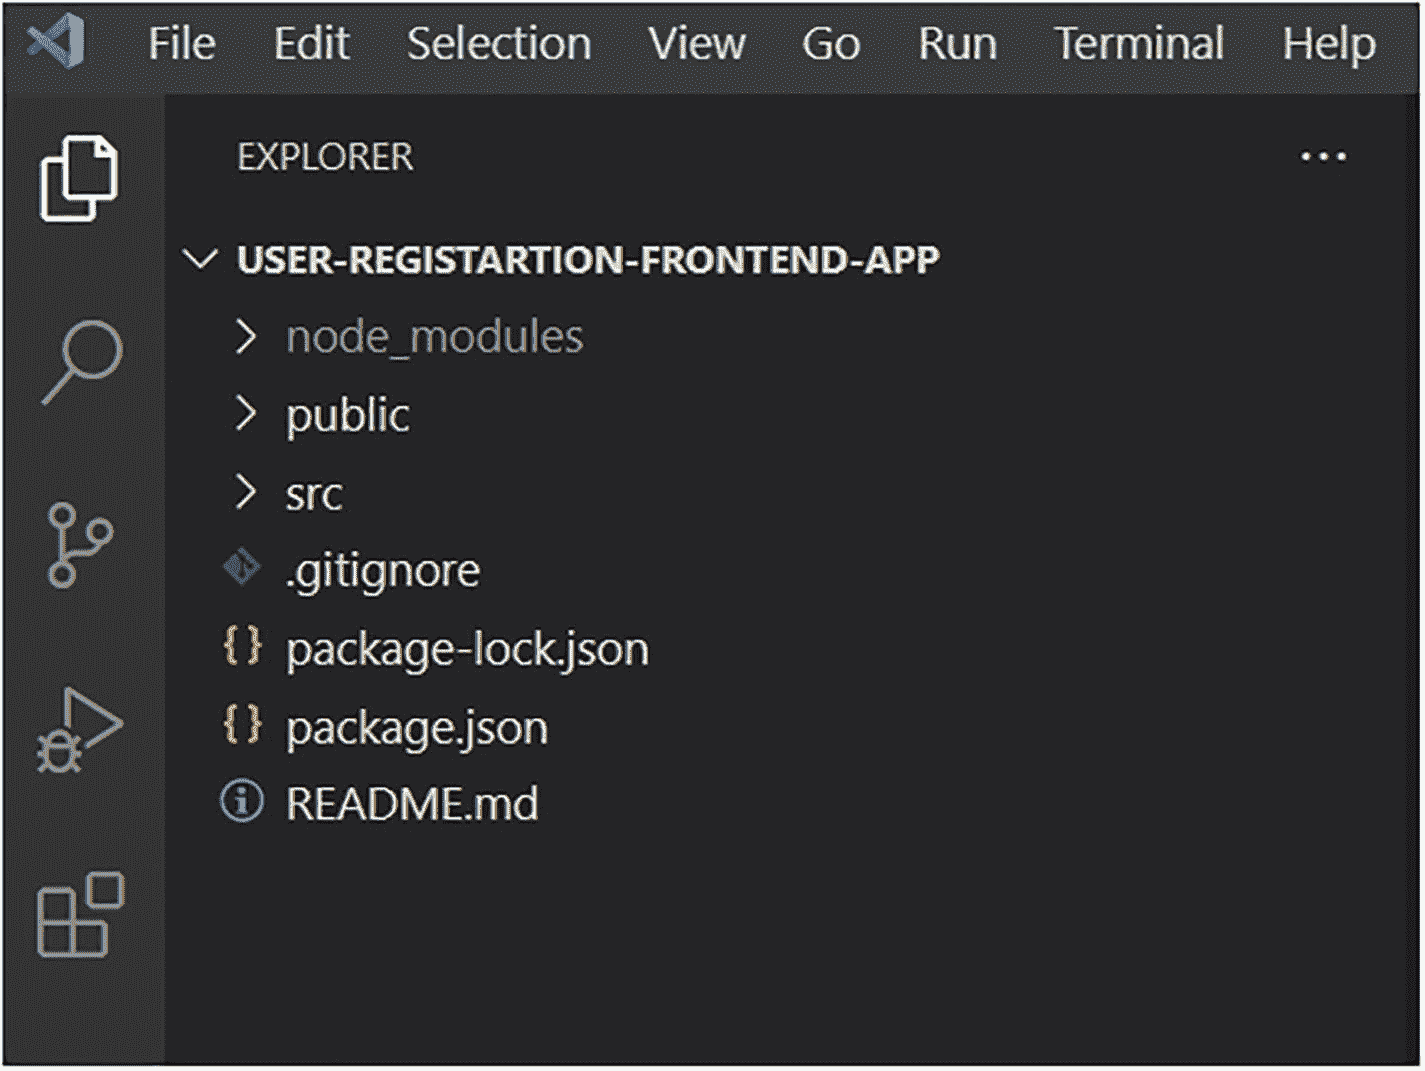 File Edit Selection View Go Run Terminal Help
EXPLORER
USER-REGISTARTION-FRONTEND-APP
node_modules
public
src
.gitignore
package-lock.json
package.json
README.md